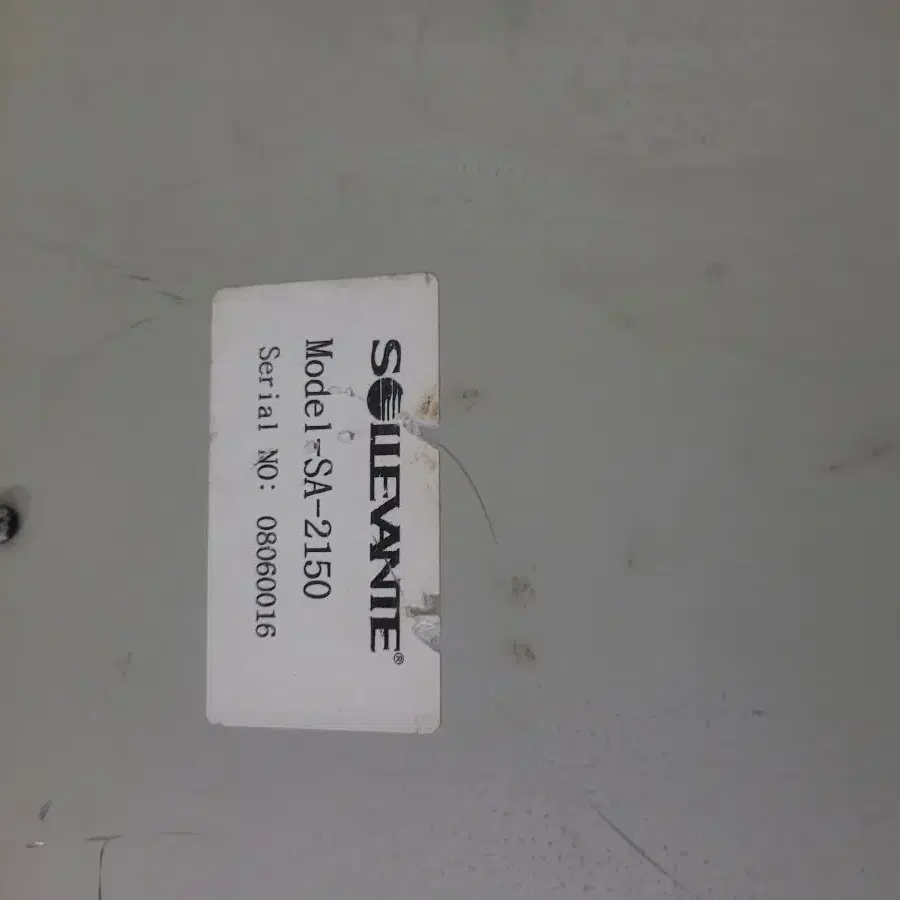 SOLLEVANTE®
Model-SA-2150
Serial NO: 08060016